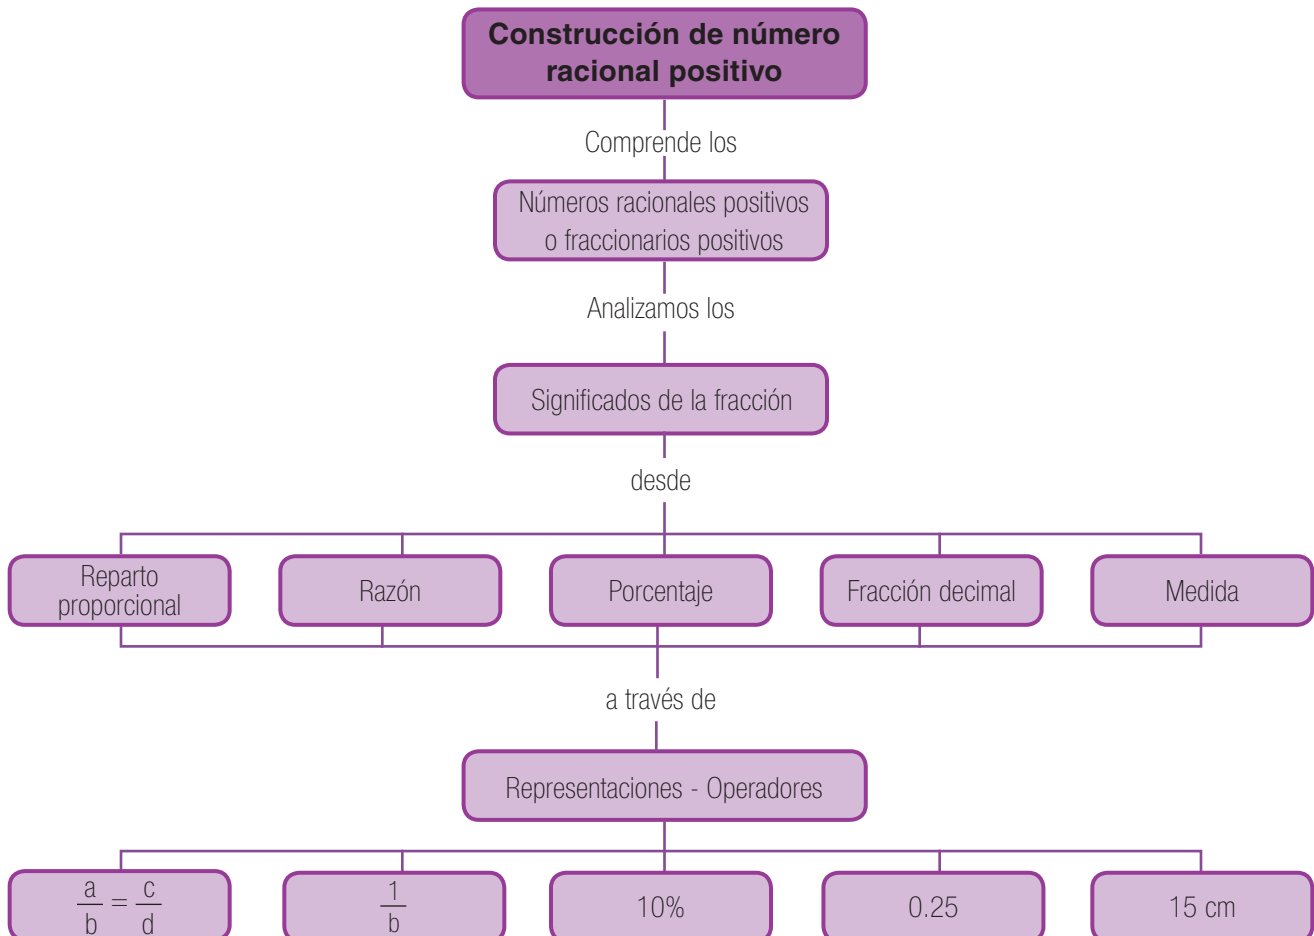 Construcción de número
racional positivo
Comprende los
Números racionales positivos
o fraccionarios positivos
Analizamos los
Significados de la fracción
desde
Reparto
proporcional
Razón
Porcentaje
Fracción decimal
Medida
a través de
Representaciones - Operadores
a/b = c/d
1/b
10%
0.25
15 cm